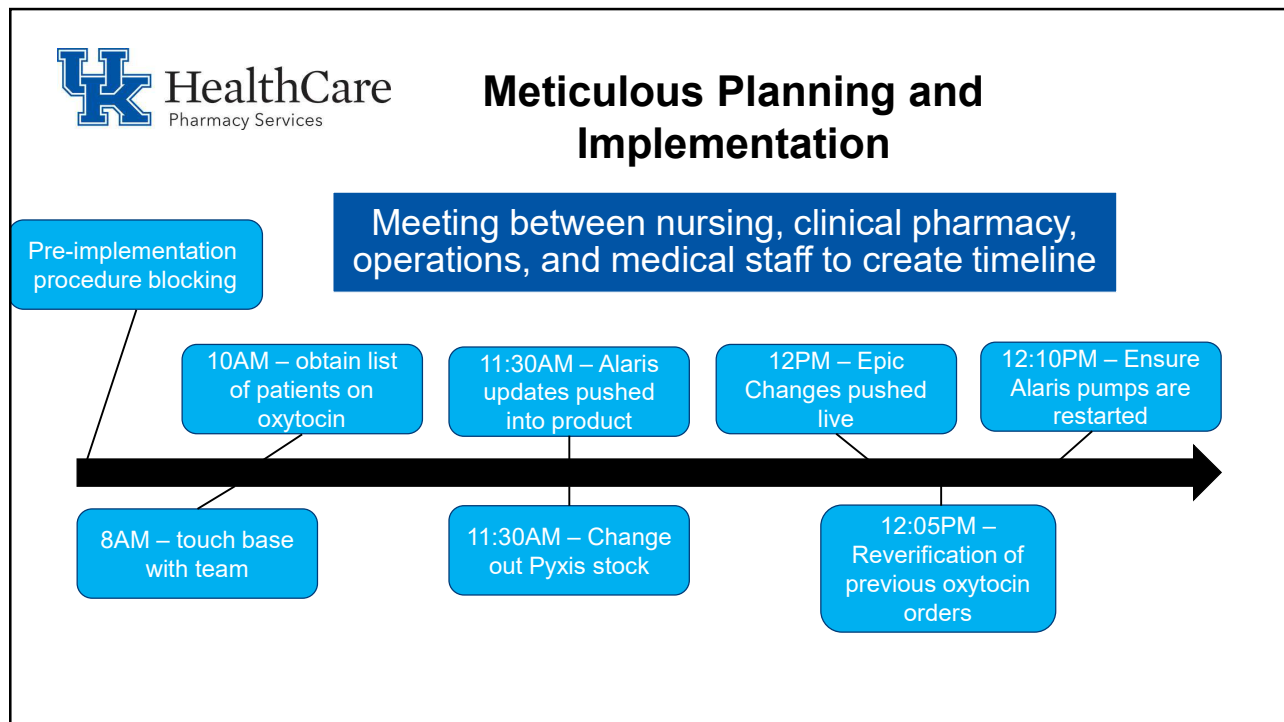 UK HealthCare
Pharmacy Services
Meticulous Planning and
Implementation
Meeting between nursing, clinical pharmacy,
operations, and medical staff to create timeline
Pre-implementation
procedure blocking
8AM – touch base
with team
10AM – obtain list
of patients on
oxytocin
11:30AM – Alaris
updates pushed
into product
11:30AM – Change
out Pyxis stock
12PM – Epic
Changes pushed
live
12:05PM –
Reverification of
previous oxytocin
orders
12:10PM – Ensure
Alaris pumps are
restarted